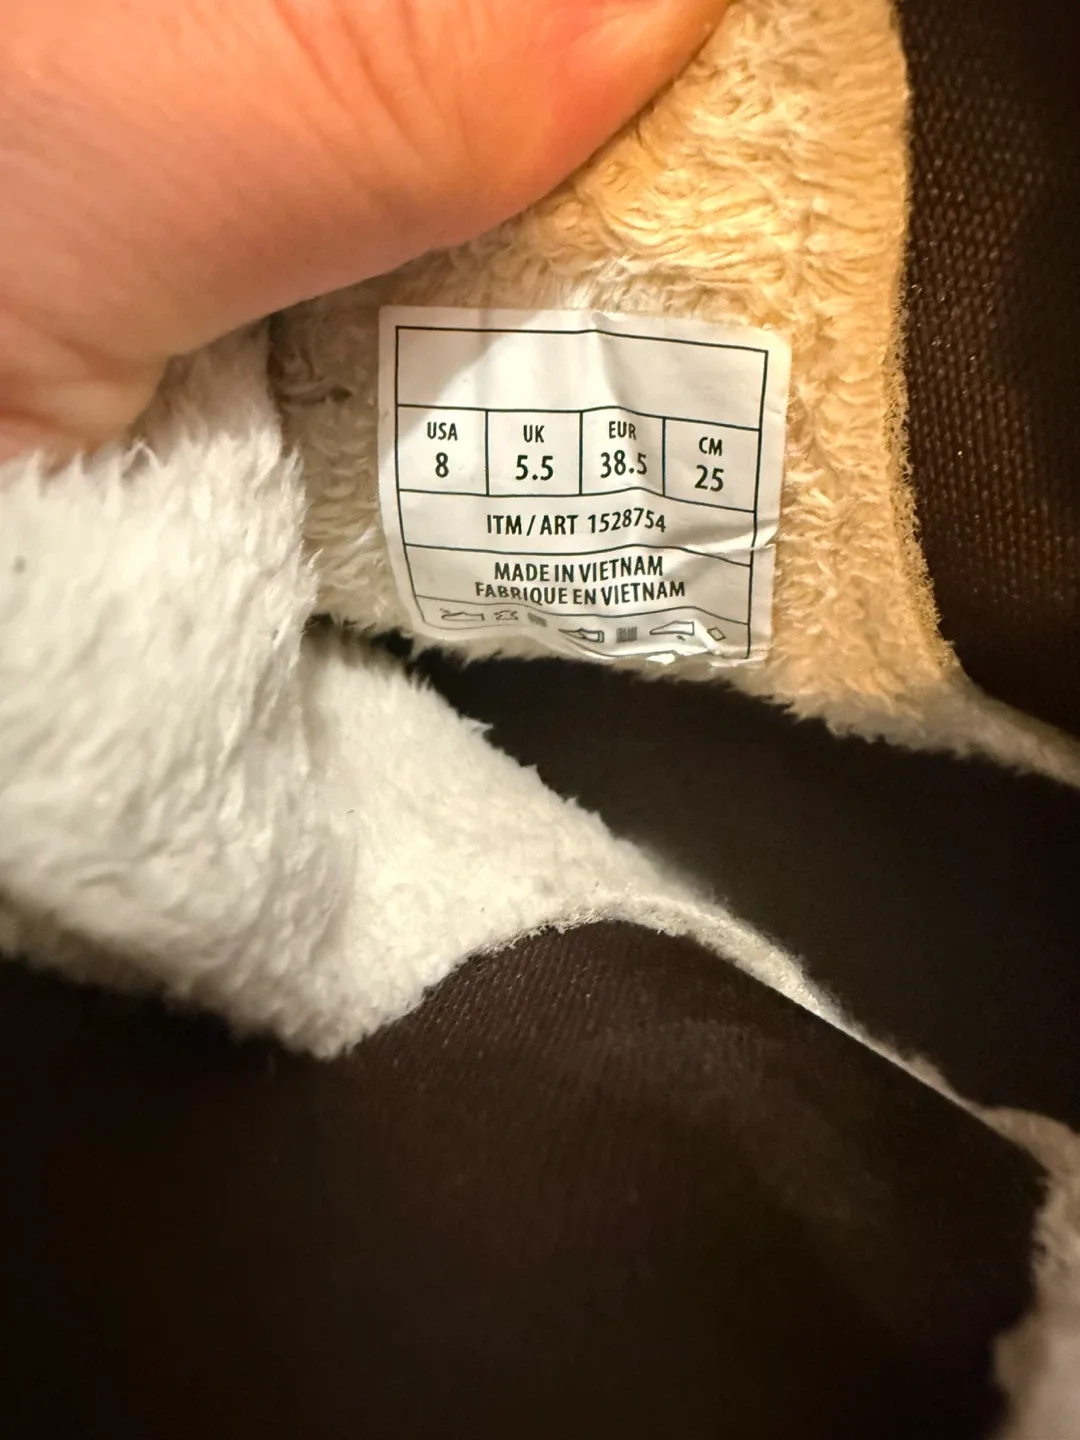 USA UK EUR CM
8 5.5 38.5 25
ITM/ART 1528754
MADE IN VIETNAM
FABRIQUE EN VIETNAM